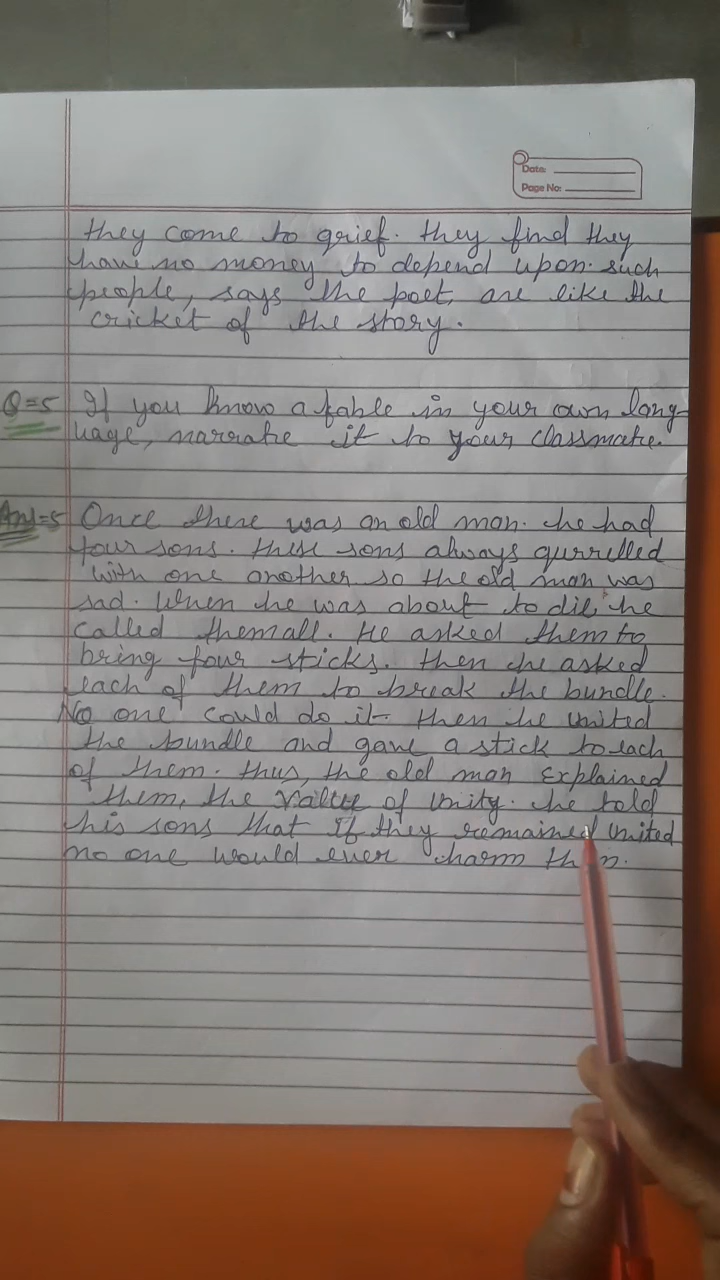 Date:
Page No:
they come to grief. they find they
have no money to depend upon. such
people, says the poet, are like the
cricket of the story.
Q=5 If you know a fable in your own lang-
uage, narrate it to your classmate.
Ans=5 Once there was an old man. he had
four sons. these sons always qurrelled
with one another so the old man was
sad. When he was about to die, he
called them all. He asked them to
bring four sticks. then he asked
each of them to break the bundle.
No one could do it then he united
the bundle and gave a stick to each
of them. thus, the old man explained
them, the value of unity. he told
his sons that if they remained united
no one would ever harm